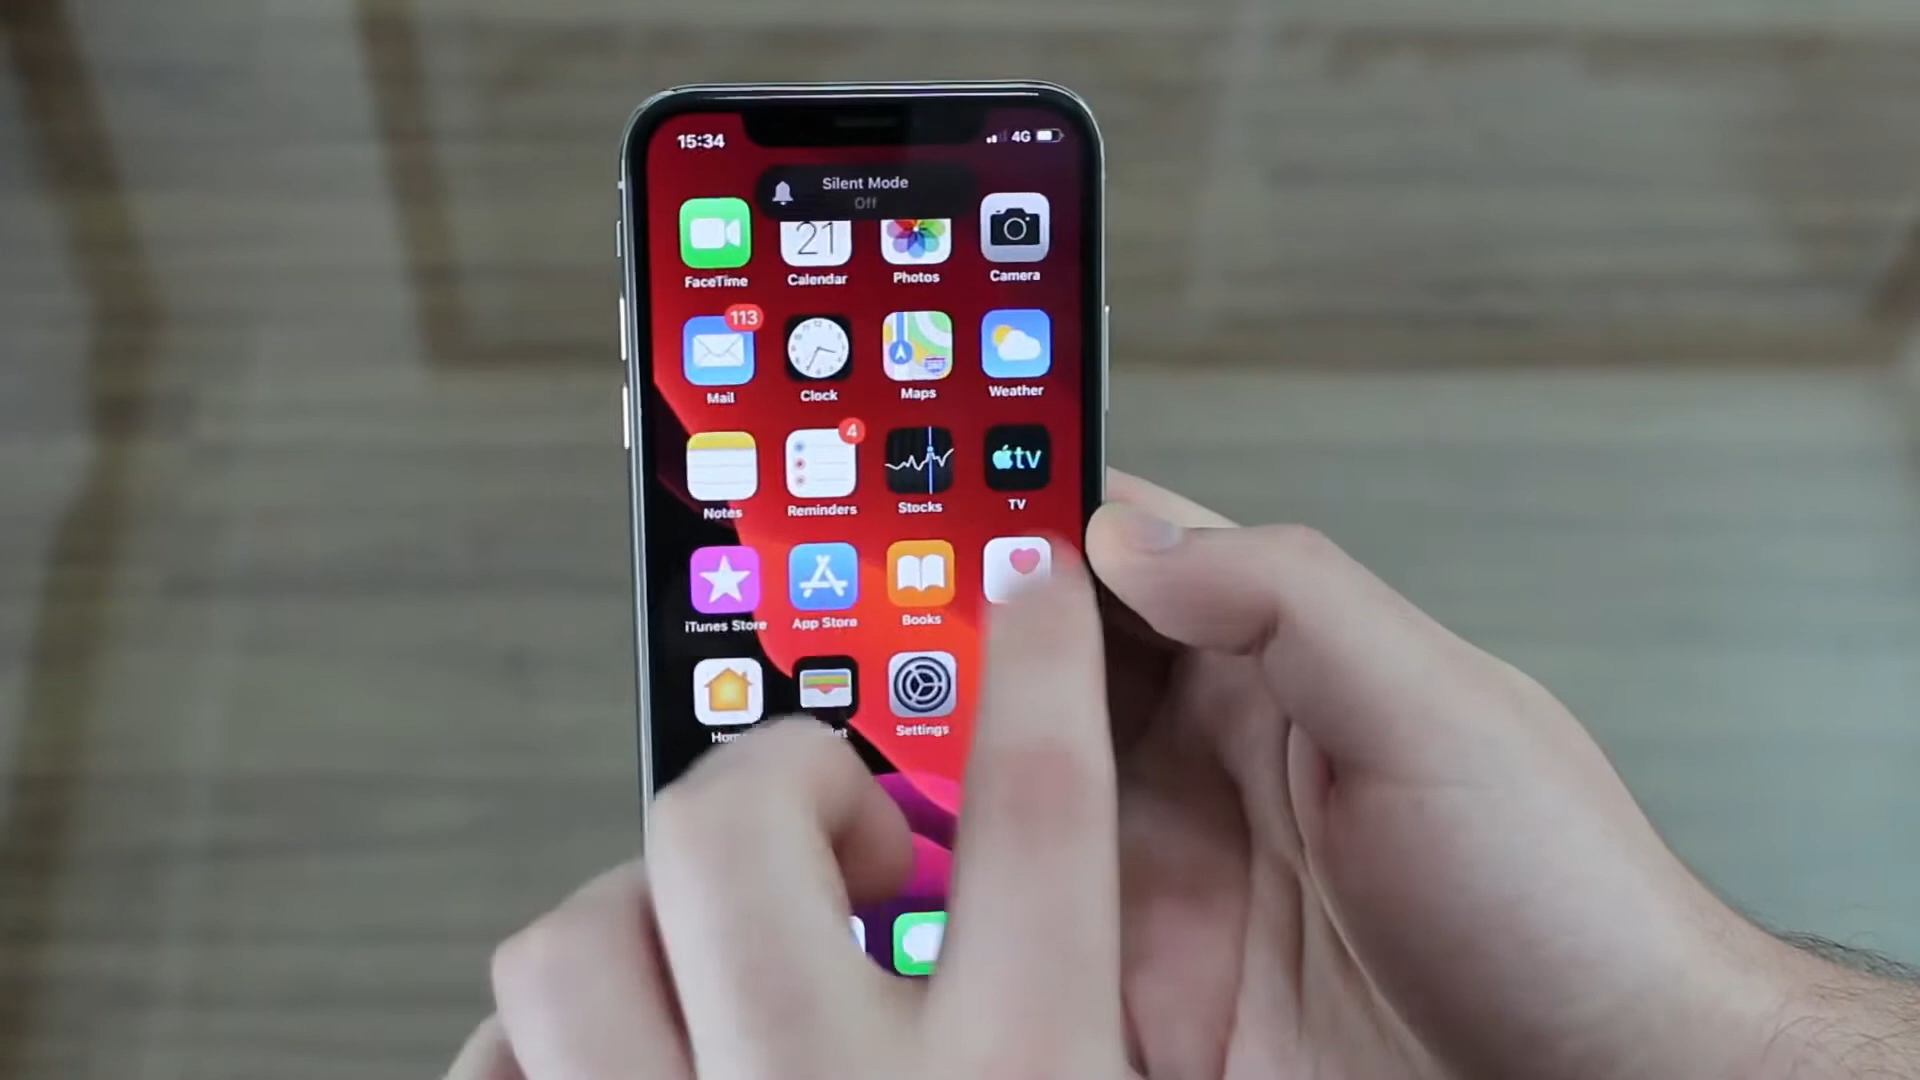 15:34
4G
Silent Mode
Off
21
FaceTime
Calendar
Photos
Camera
113
Mail
Clock
Maps
Weather
4
tv
Notes
Reminders
Stocks
TV
iTunes Store
App Store
Books
Settings